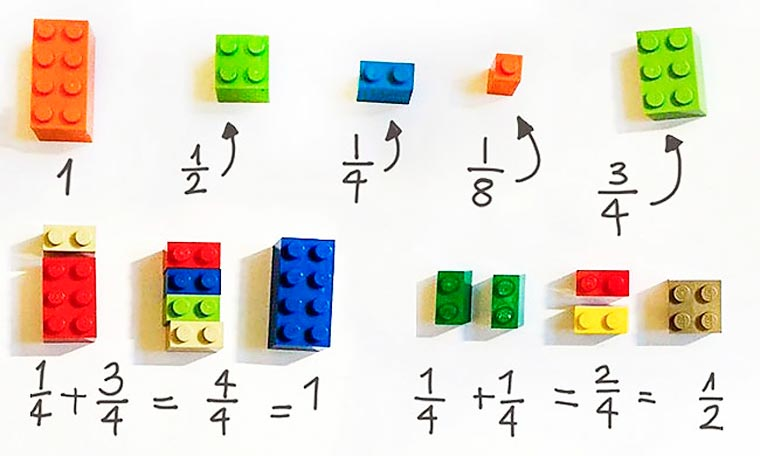 1 1/2 1/4 1/8 3/4
1/4 + 3/4 = 4/4 = 1 1/4 + 1/4 = 2/4 = 1/2